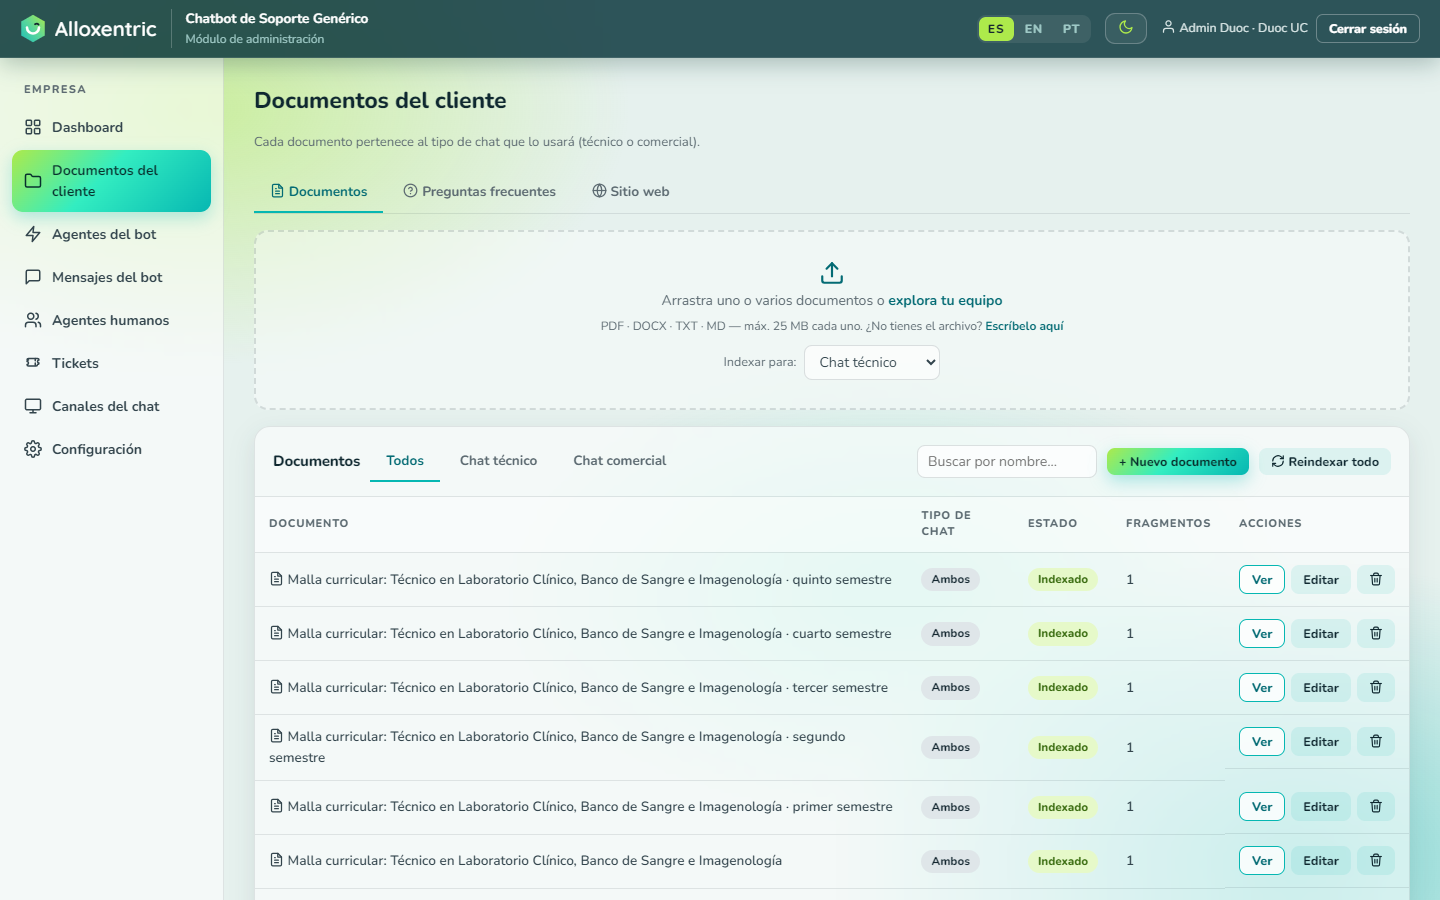 Alloxentric
Chatbot de Soporte Genérico
Módulo de administración
ES EN PT
Admin Duoc · Duoc UC
Cerrar sesión
EMPRESA
Dashboard
Documentos del
cliente
Agentes del bot
Mensajes del bot
Agentes humanos
Tickets
Canales del chat
Configuración
Documentos del cliente
Cada documento pertenece al tipo de chat que lo usará (técnico o comercial).
Documentos
Preguntas frecuentes
Sitio web
Arrastra uno o varios documentos o explora tu equipo
PDF · DOCX · TXT · MD — máx. 25 MB cada uno. ¿No tienes el archivo? Escríbelo aquí
Indexar para: Chat técnico
Documentos Todos Chat técnico Chat comercial
Buscar por nombre...
+ Nuevo documento
Reindexar todo
DOCUMENTO TIPO DE CHAT ESTADO FRAGMENTOS ACCIONES
Malla curricular: Técnico en Laboratorio Clínico, Banco de Sangre e Imagenología · quinto semestre Ambos Indexado 1 Ver Editar
Malla curricular: Técnico en Laboratorio Clínico, Banco de Sangre e Imagenología · cuarto semestre Ambos Indexado 1 Ver Editar
Malla curricular: Técnico en Laboratorio Clínico, Banco de Sangre e Imagenología · tercer semestre Ambos Indexado 1 Ver Editar
Malla curricular: Técnico en Laboratorio Clínico, Banco de Sangre e Imagenología · segundo
semestre Ambos Indexado 1 Ver Editar
Malla curricular: Técnico en Laboratorio Clínico, Banco de Sangre e Imagenología · primer semestre Ambos Indexado 1 Ver Editar
Malla curricular: Técnico en Laboratorio Clínico, Banco de Sangre e Imagenología Ambos Indexado 1 Ver Editar